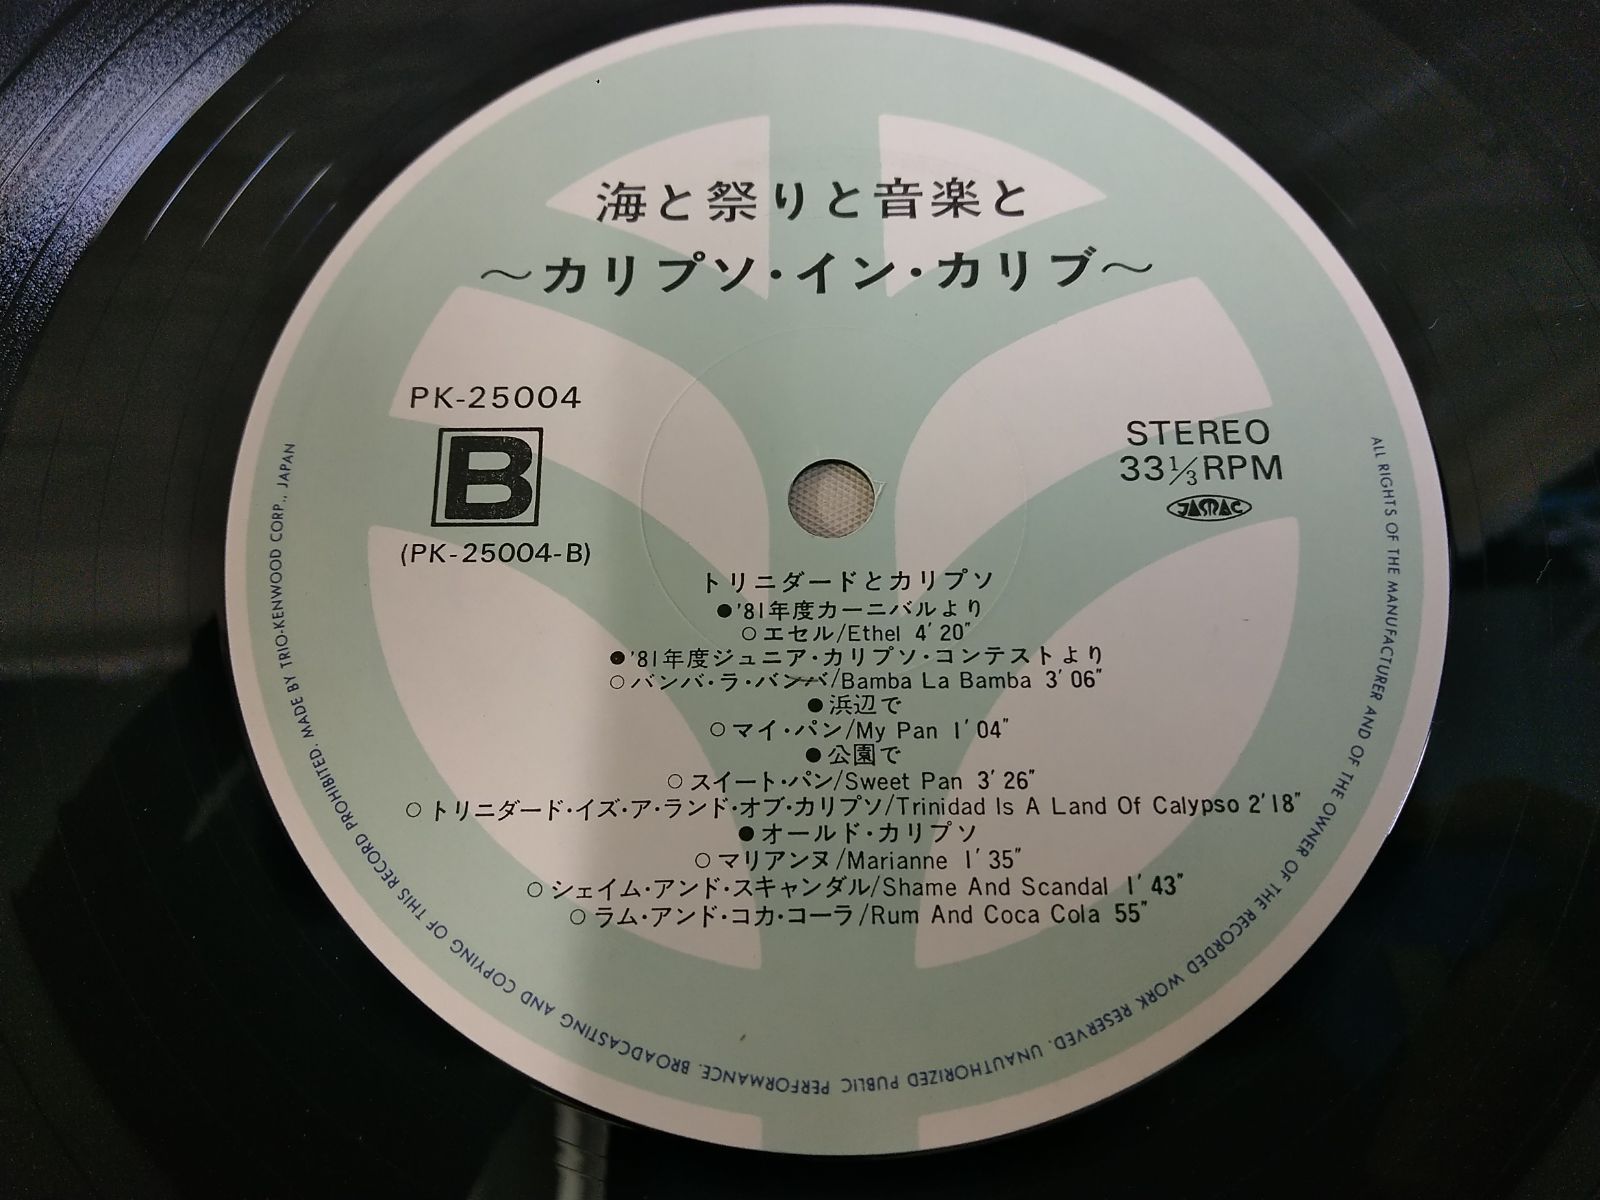 海と祭りと音楽と
〜カリプソ・イン・カリブ〜
PK-25004
B
(PK-25004-B)
STEREO
33⅓RPM
JASRAC
トリニダードとカリプソ
●'81年度カーニバルより
○エセル/Ethel 4'20"
●'81年度ジュニア・カリプソ・コンテストより
○バンバ・ラ・バンバ/Bamba La Bamba 3'06"
●浜辺で
○マイ・パン/My Pan 1'04"
●公園で
○スイート・パン/Sweet Pan 3'26"
○トリニダード・イズ・ア・ランド・オブ・カリプソ/Trinidad Is A Land Of Calypso 2'18"
●オールド・カリプソ
○マリアンヌ/Marianne 1'35"
○シェイム・アンド・スキャンダル/Shame And Scandal 1'43"
○ラム・アンド・コカ・コーラ/Rum And Coca Cola 55"
ALL RIGHTS OF THE MANUFACTURER AND OF THE OWNER OF THE RECORDED WORK RESERVED. UNAUTHORIZED PUBLIC PERFORMANCE. BROADCASTING AND COPYING OF THIS RECORD PROHIBITED. MADE BY TRIO-KENWOOD CORP., JAPAN